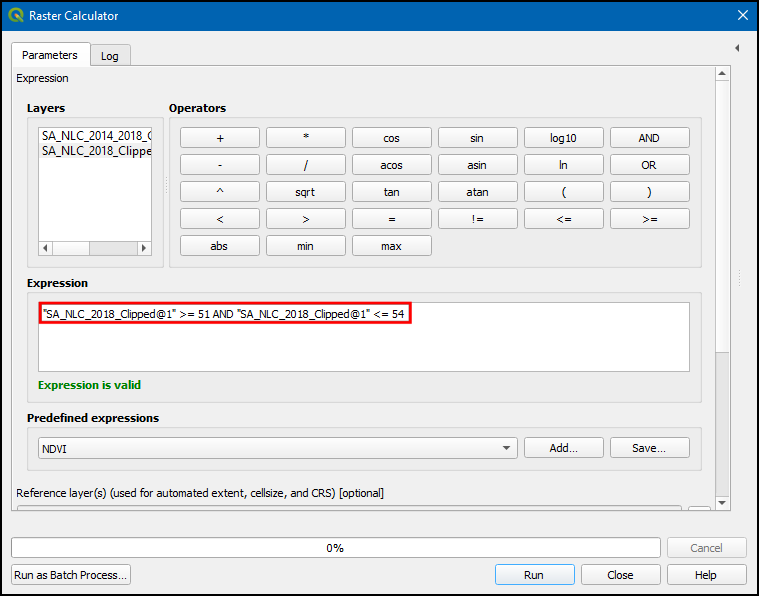 Raster Calculator
Parameters Log
Expression
Layers Operators
SA_NLC_2014_2018_C
SA_NLC_2018_Clippe
+ * cos sin log10 AND
- / acos asin ln OR
^ sqrt tan atan ( )
< > = != <= >=
abs min max
Expression
"SA_NLC_2018_Clipped@1" >= 51 AND "SA_NLC_2018_Clipped@1" <= 54
Expression is valid
Predefined expressions
NDVI Add... Save...
Reference layer(s) (used for automated extent, cellsize, and CRS) [optional]
0% Cancel
Run as Batch Process... Run Close Help